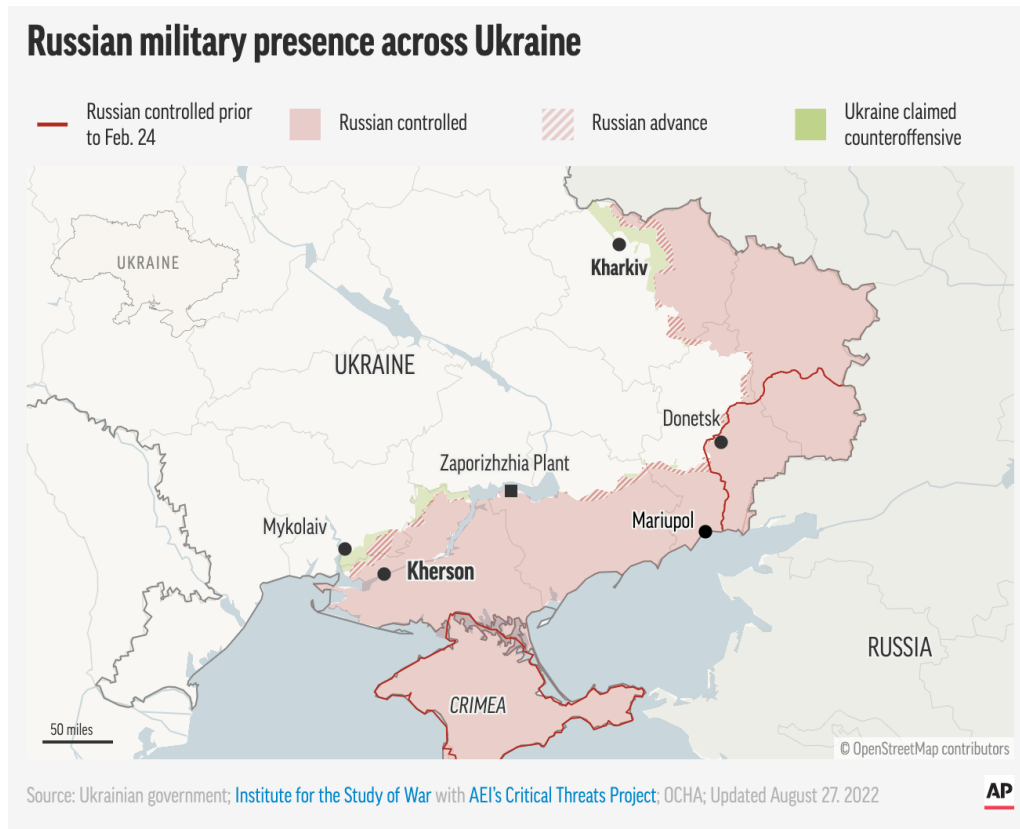 Russian military presence across Ukraine
Russian controlled prior
to Feb. 24
Russian controlled
Russian advance
Ukraine claimed
counteroffensive
UKRAINE
Kharkiv
UKRAINE
Donetsk
Zaporizhzhia Plant
Mariupol
Mykolaiv
Kherson
RUSSIA
CRIMEA
50 miles
© OpenStreetMap contributors
Source: Ukrainian government; Institute for the Study of War with AEI's Critical Threats Project; OCHA; Updated August 27. 2022
AP